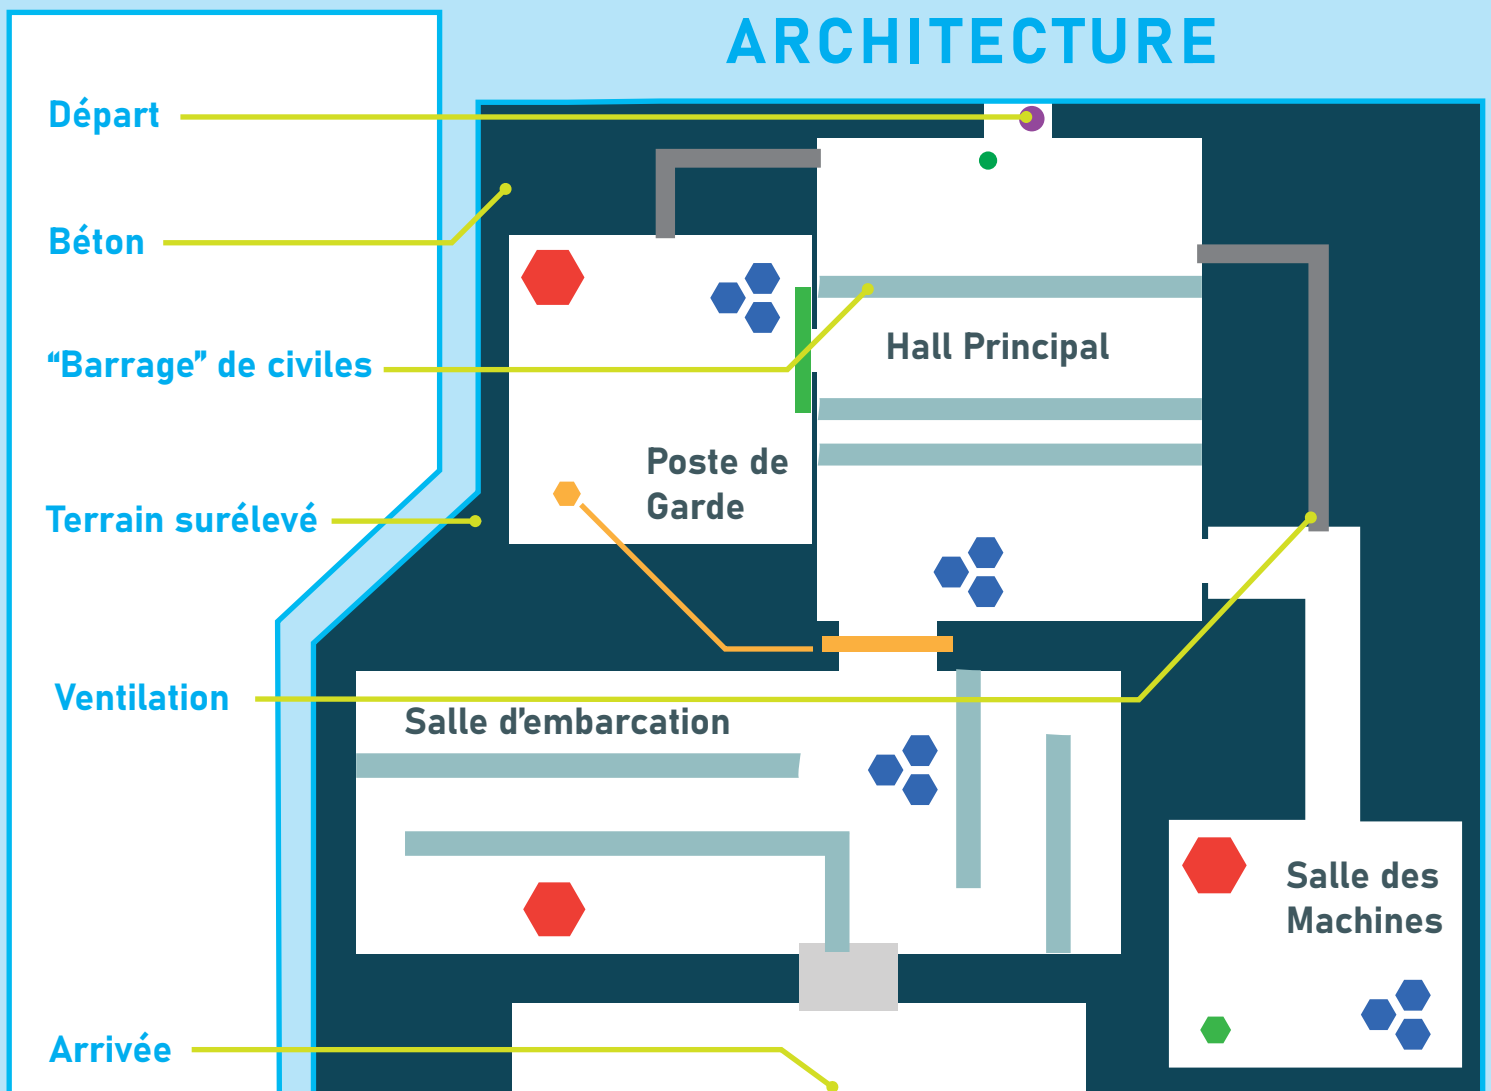 ARCHITECTURE
Départ
Béton
“Barrage” de civiles
Hall Principal
Poste de
Garde
Terrain surélevé
Ventilation
Salle d'embarcation
Salle des
Machines
Arrivée